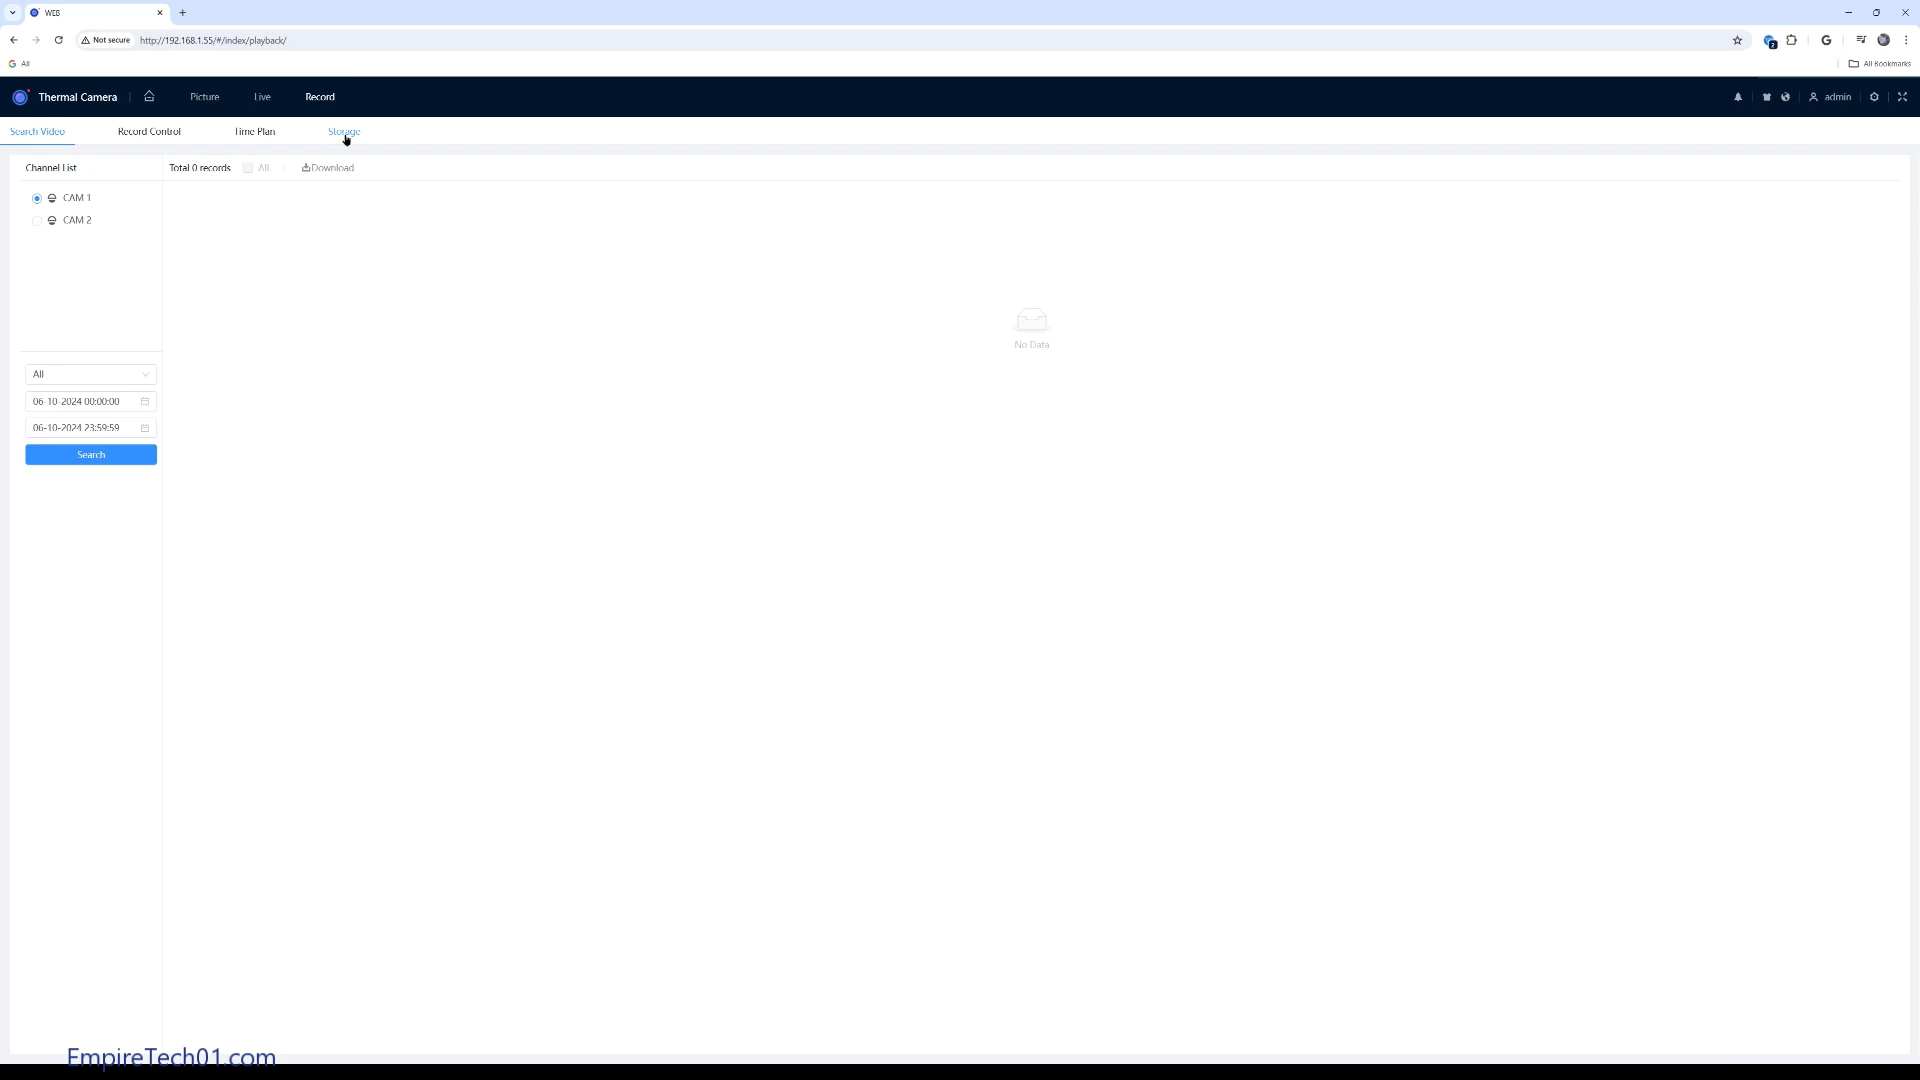 WEB
Not secure
http://192.168.1.55/#/index/playback/
2
G
G All
All Bookmarks
Thermal Camera
Picture
Live
Record
admin
Search Video
Record Control
Time Plan
Storage
Channel List
Total 0 records
All
Download
CAM 1
CAM 2
No Data
All
06-10-2024 00:00:00
06-10-2024 23:59:59
Search
EmpireTech01.com